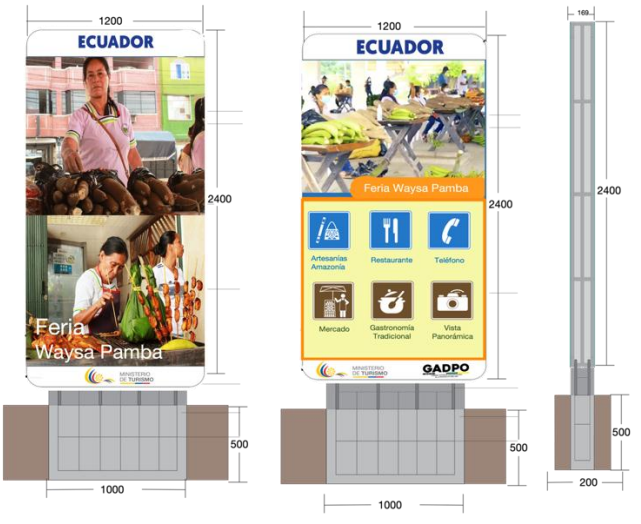 1200
ECUADOR
2400
Feria
Waysa Pamba
MINISTERIO
DE TURISMO
500
1000
1200
ECUADOR
Feria Waysa Pamba
2400
Artesanías
Amazonía
Restaurante
Teléfono
Mercado
Gastronomía
Tradicional
Vista
Panorámica
MINISTERIO
DE TURISMO
GADPO
500
1000
169
2400
500
200